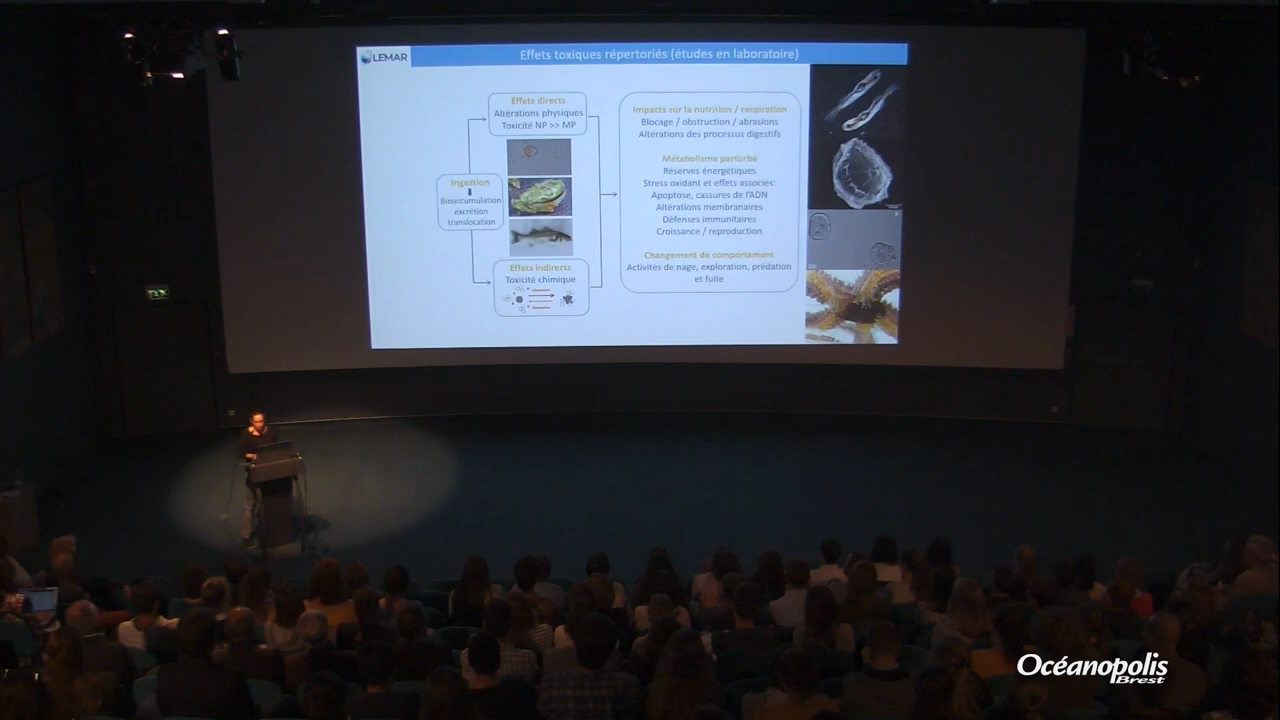 LEMAR
Effets toxiques répertoriés (études en laboratoire)
Effets directs
Altérations physiques
Toxicité NP >> MP
Ingestion
Bioaccumulation
excrétion
translocation
Effets indirects
Toxicité chimique
Impacts sur la nutrition / respiration
Blocage / obstruction / abrasions
Altérations des processus digestifs
Métabolisme perturbé
Réserves énergétiques
Stress oxidant et effets associés:
Apoptose, cassures de l'ADN
Altérations membranaires
Défenses immunitaires
Croissance / reproduction
Changement de comportement
Activités de nage, exploration, prédation
et fuite
Océanopolis
Brest